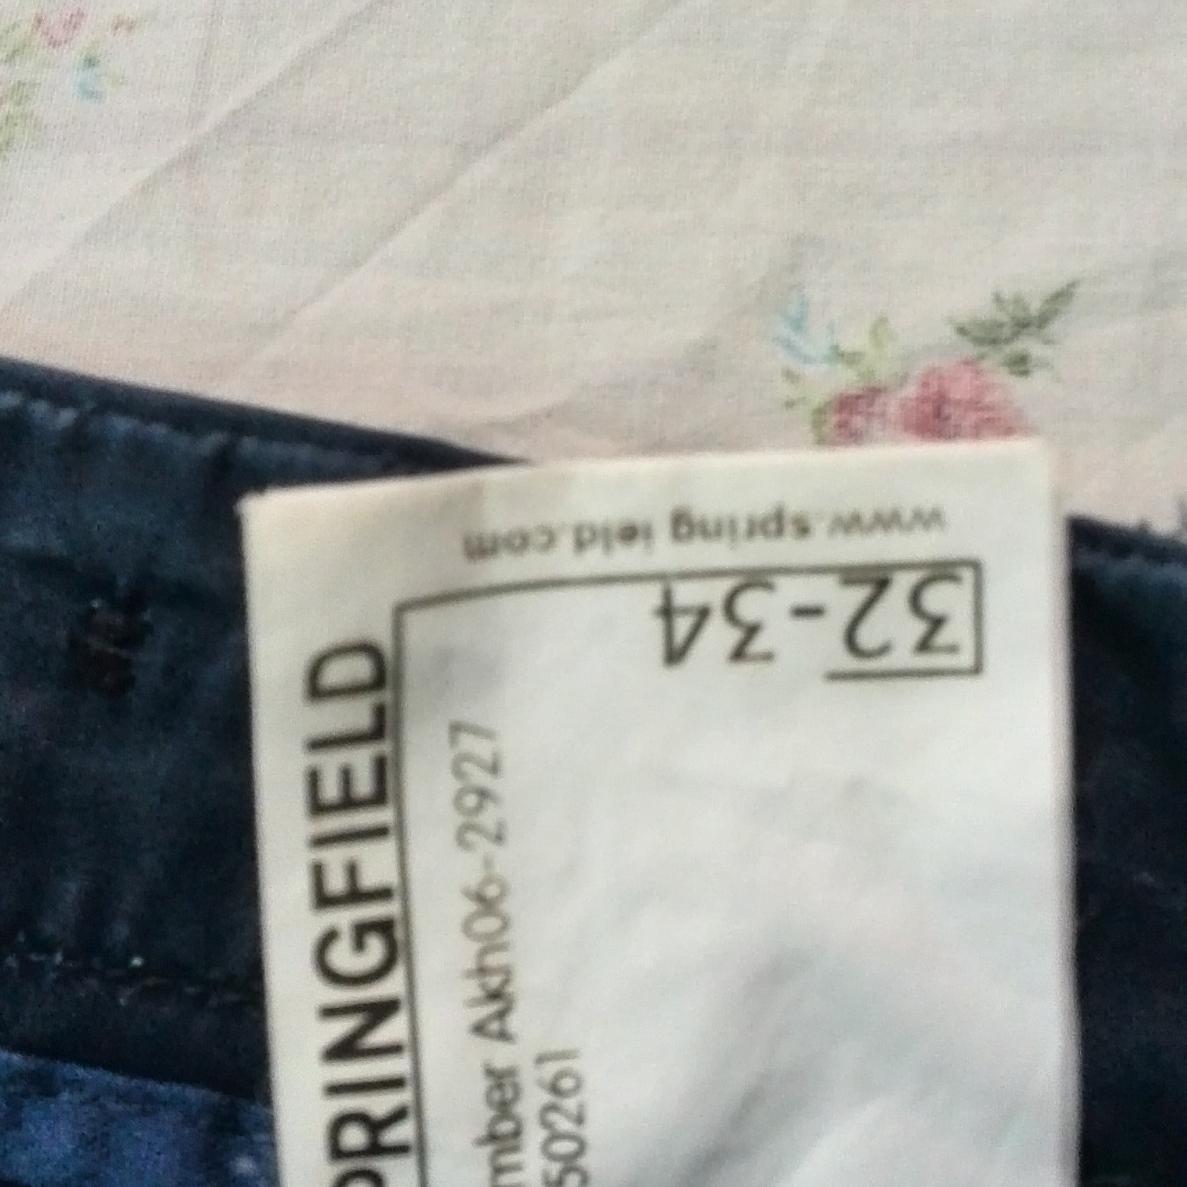 www.spring ield.com
32-34
PRINGFIELD
mber Akh06-2927
50261